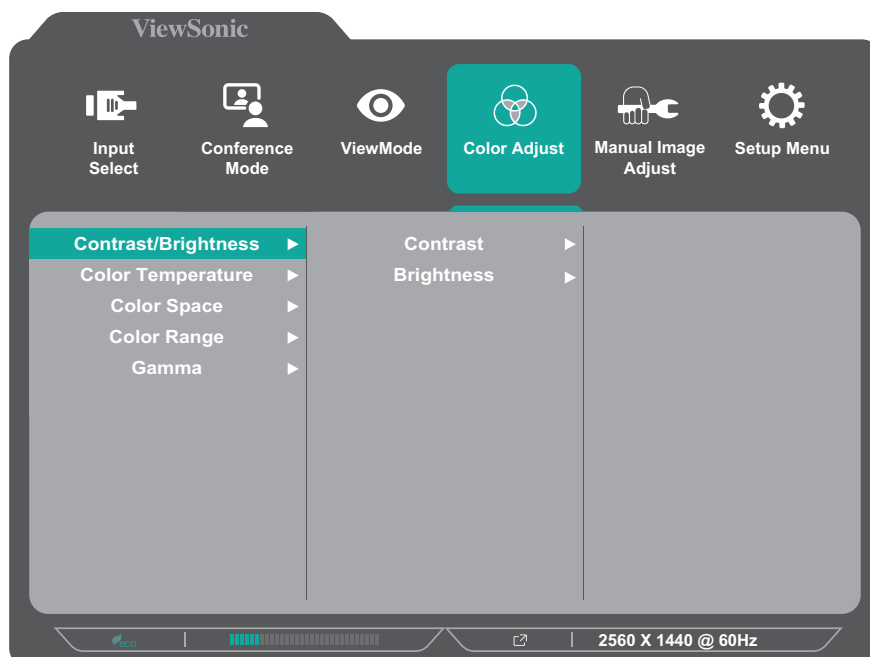 ViewSonic
Input
Select
Conference
Mode
ViewMode
Color Adjust
Manual Image
Adjust
Setup Menu
Contrast/Brightness
Color Temperature
Color Space
Color Range
Gamma
Contrast
Brightness
eco
2560 X 1440 @ 60Hz